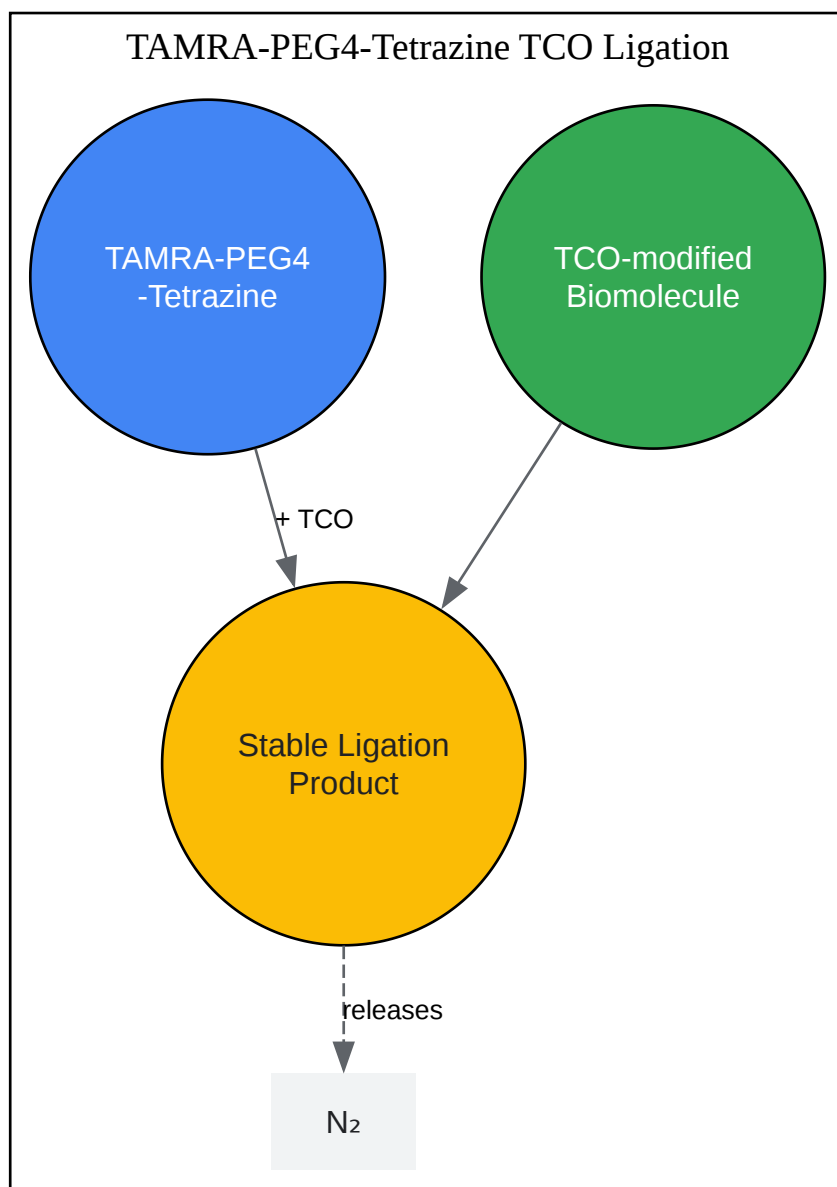 TAMRA-PEG4-Tetrazine TCO Ligation
TAMRA-PEG4
-Tetrazine
TCO-modified
Biomolecule
+ TCO
Stable Ligation
Product
releases
N₂